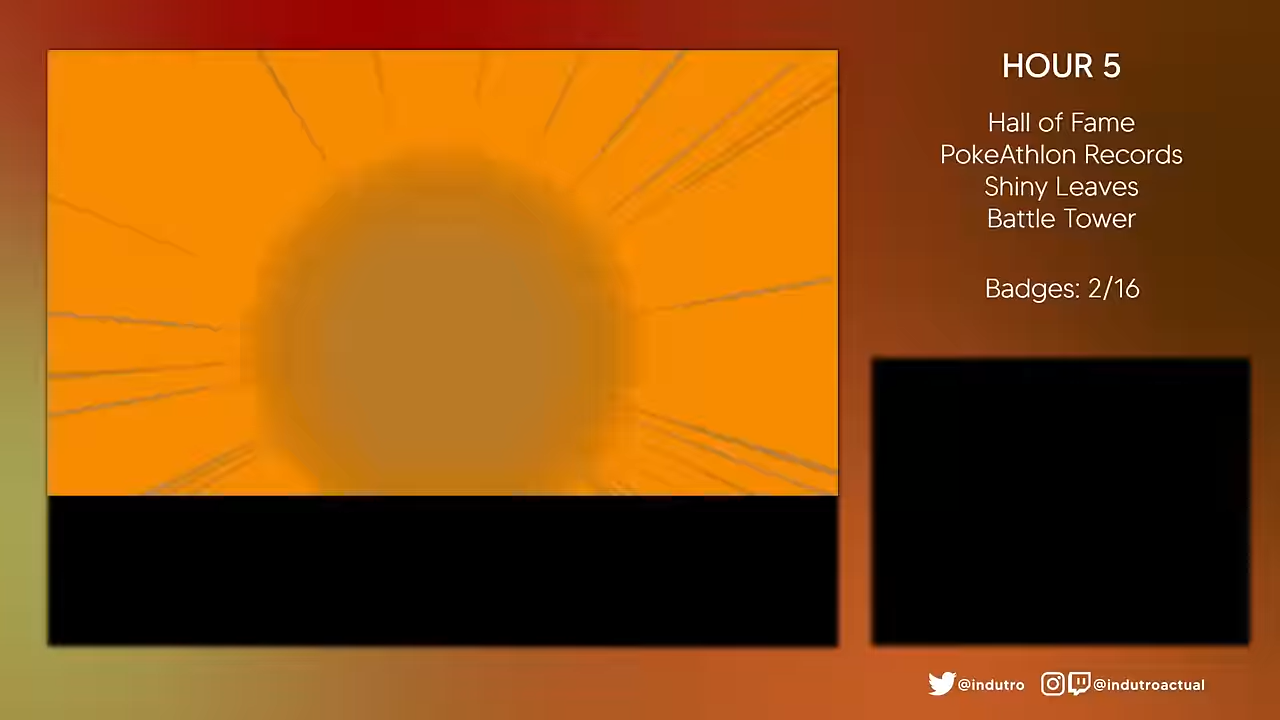 HOUR 5
Hall of Fame
PokeAthlon Records
Shiny Leaves
Battle Tower
Badges: 2/16
@indutro @indutroactual